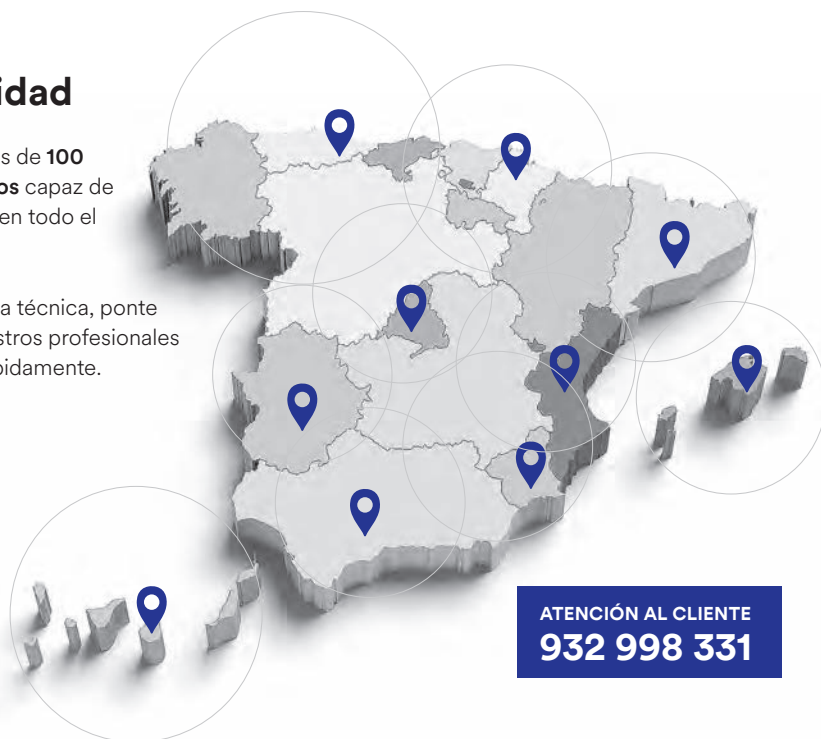 idad
s de 100
os capaz de
en todo el
a técnica, ponte
stros profesionales
pidamente.
ATENCIÓN AL CLIENTE
932 998 331